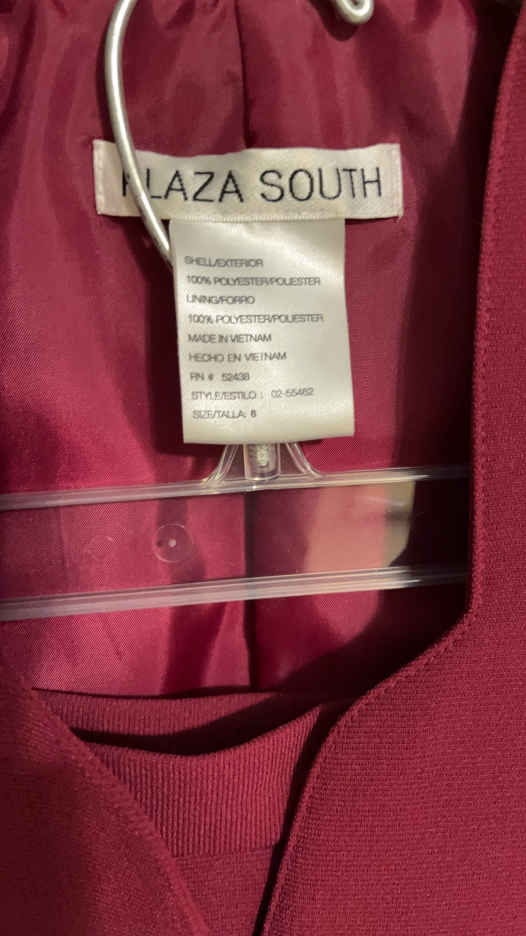 PLAZA SOUTH
SHELL/EXTERIOR
100% POLYESTER/POLIESTER
LINING/FORRO
100% POLYESTER/POLIESTER
MADE IN VIETNAM
HECHO EN VIETNAM
RN # 52438
STYLE/ESTILO : 02-55462
SIZE/TALLA: 8